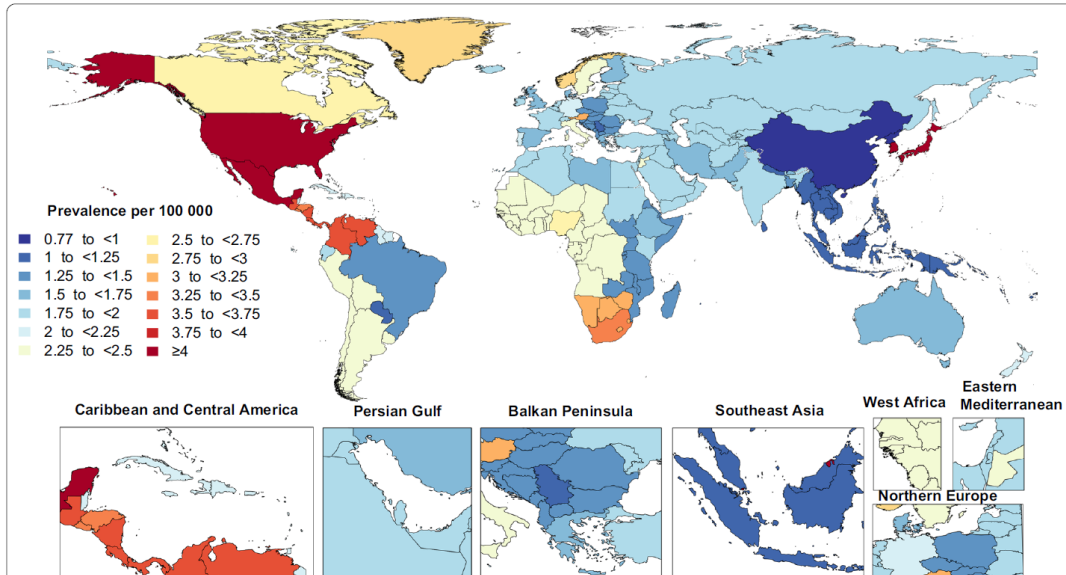 Prevalence per 100 000
0.77 to <1
1 to <1.25
1.25 to <1.5
1.5 to <1.75
1.75 to <2
2 to <2.25
2.25 to <2.5
2.5 to <2.75
2.75 to <3
3 to <3.25
3.25 to <3.5
3.5 to <3.75
3.75 to <4
≥4
Caribbean and Central America
Persian Gulf
Balkan Peninsula
Southeast Asia
West Africa
Eastern
Mediterranean
Northern Europe